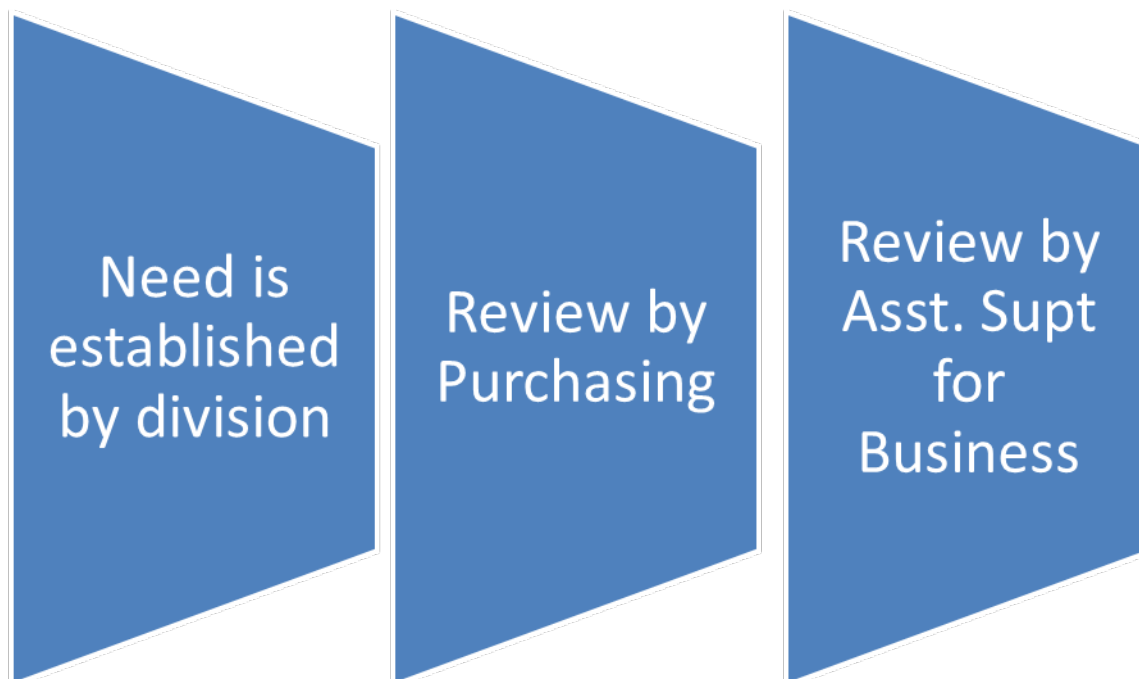 Need is
established
by division
Review by
Purchasing
Review by
Asst. Supt
for
Business